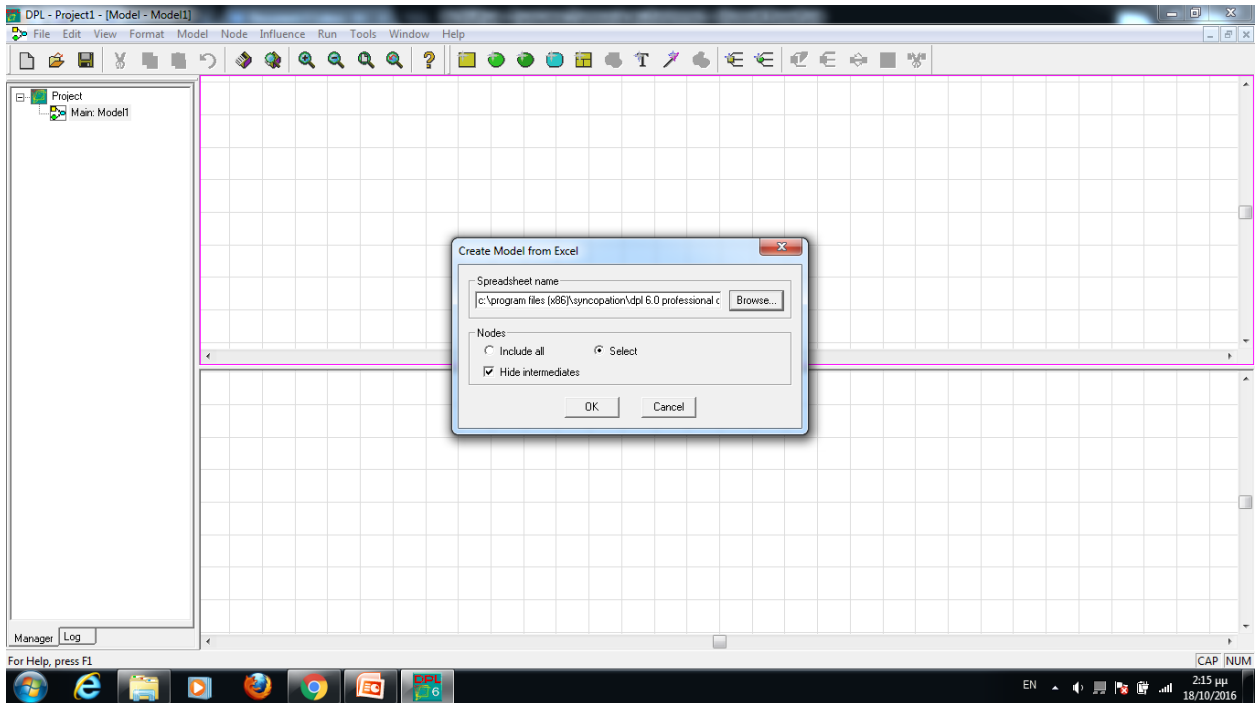 DPL - Project1 - [Model - Model1]
File Edit View Format Model Node Influence Run Tools Window Help
Project
Main: Model1
Create Model from Excel
Spreadsheet name
c:\program files (x86)\syncopation\dpl 6.0 professional c
Browse...
Nodes
Include all
Select
Hide intermediates
OK
Cancel
Manager
Log
For Help, press F1
CAP NUM
DPL
6
EN
2:15 μμ
18/10/2016